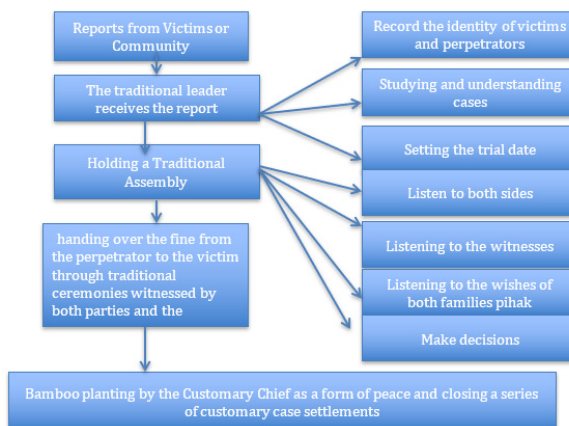 Reports from Victims or
Community
The traditional leader
receives the report
Holding a Traditional
Assembly
handing over the fine from
the perpetrator to the victim
through traditional
ceremonies witnessed by
both parties and the
Record the identity of victims
and perpetrators
Studying and understanding
cases
Setting the trial date
Listen to both sides
Listening to the witnesses
Listening to the wishes of
both families pihak
Make decisions
Bamboo planting by the Customary Chief as a form of peace and closing a series
of customary case settlements